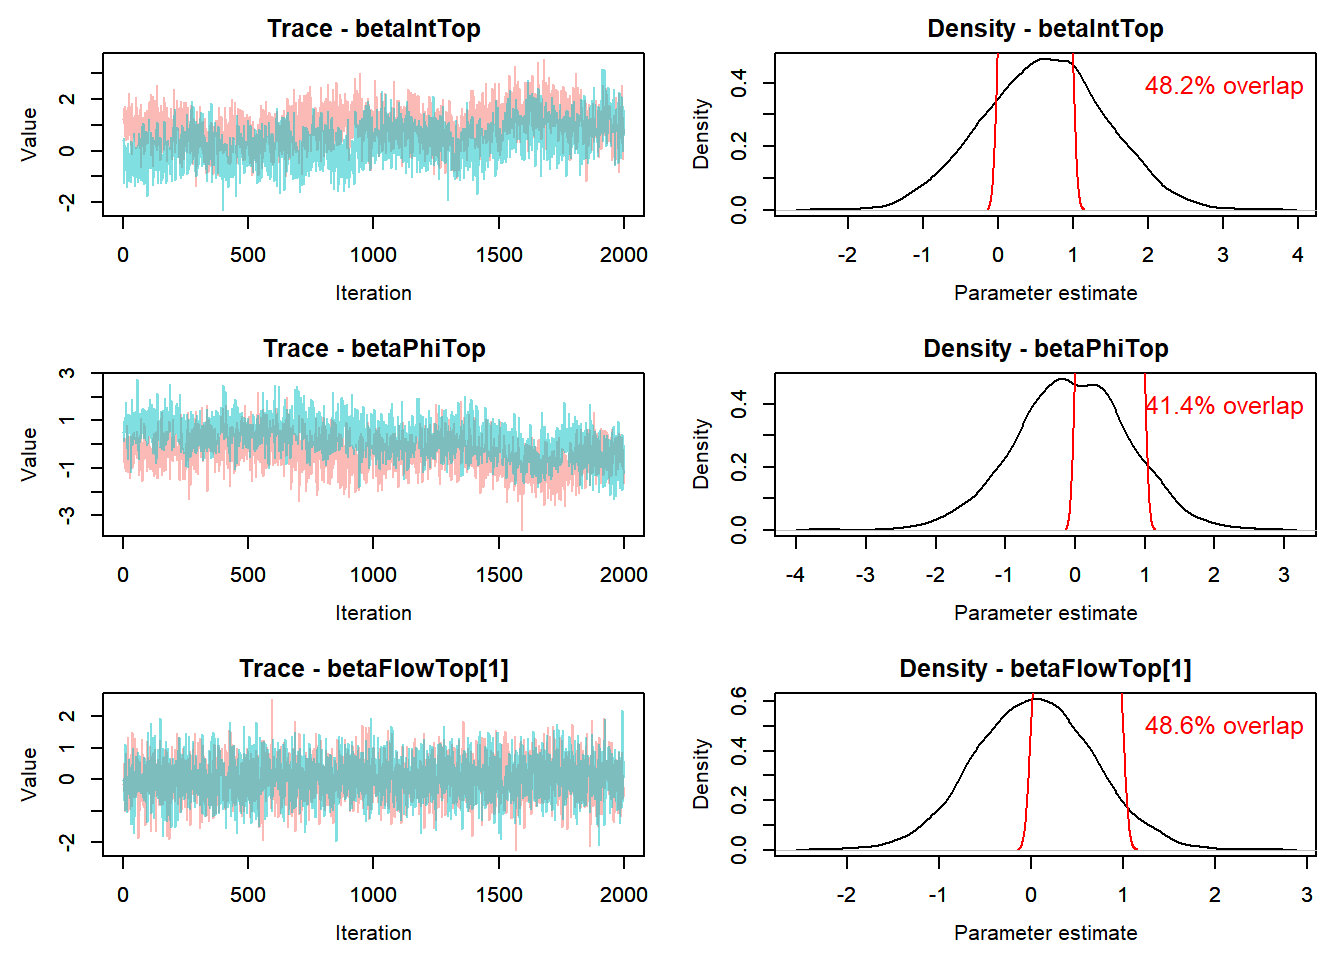 Trace - betaIntTop
Value
2
0
-2
0 500 1000 1500 2000
Iteration
Density - betaIntTop
Density
0.4
0.2
0.0
48.2% overlap
-2 -1 0 1 2 3 4
Parameter estimate
Trace - betaPhiTop
Value
3
1
-1
-3
0 500 1000 1500 2000
Iteration
Density - betaPhiTop
Density
0.4
0.2
0.0
41.4% overlap
-4 -3 -2 -1 0 1 2 3
Parameter estimate
Trace - betaFlowTop[1]
Value
2
1
0
-2
0 500 1000 1500 2000
Iteration
Density - betaFlowTop[1]
Density
0.6
0.4
0.2
0.0
48.6% overlap
-2 -1 0 1 2 3
Parameter estimate